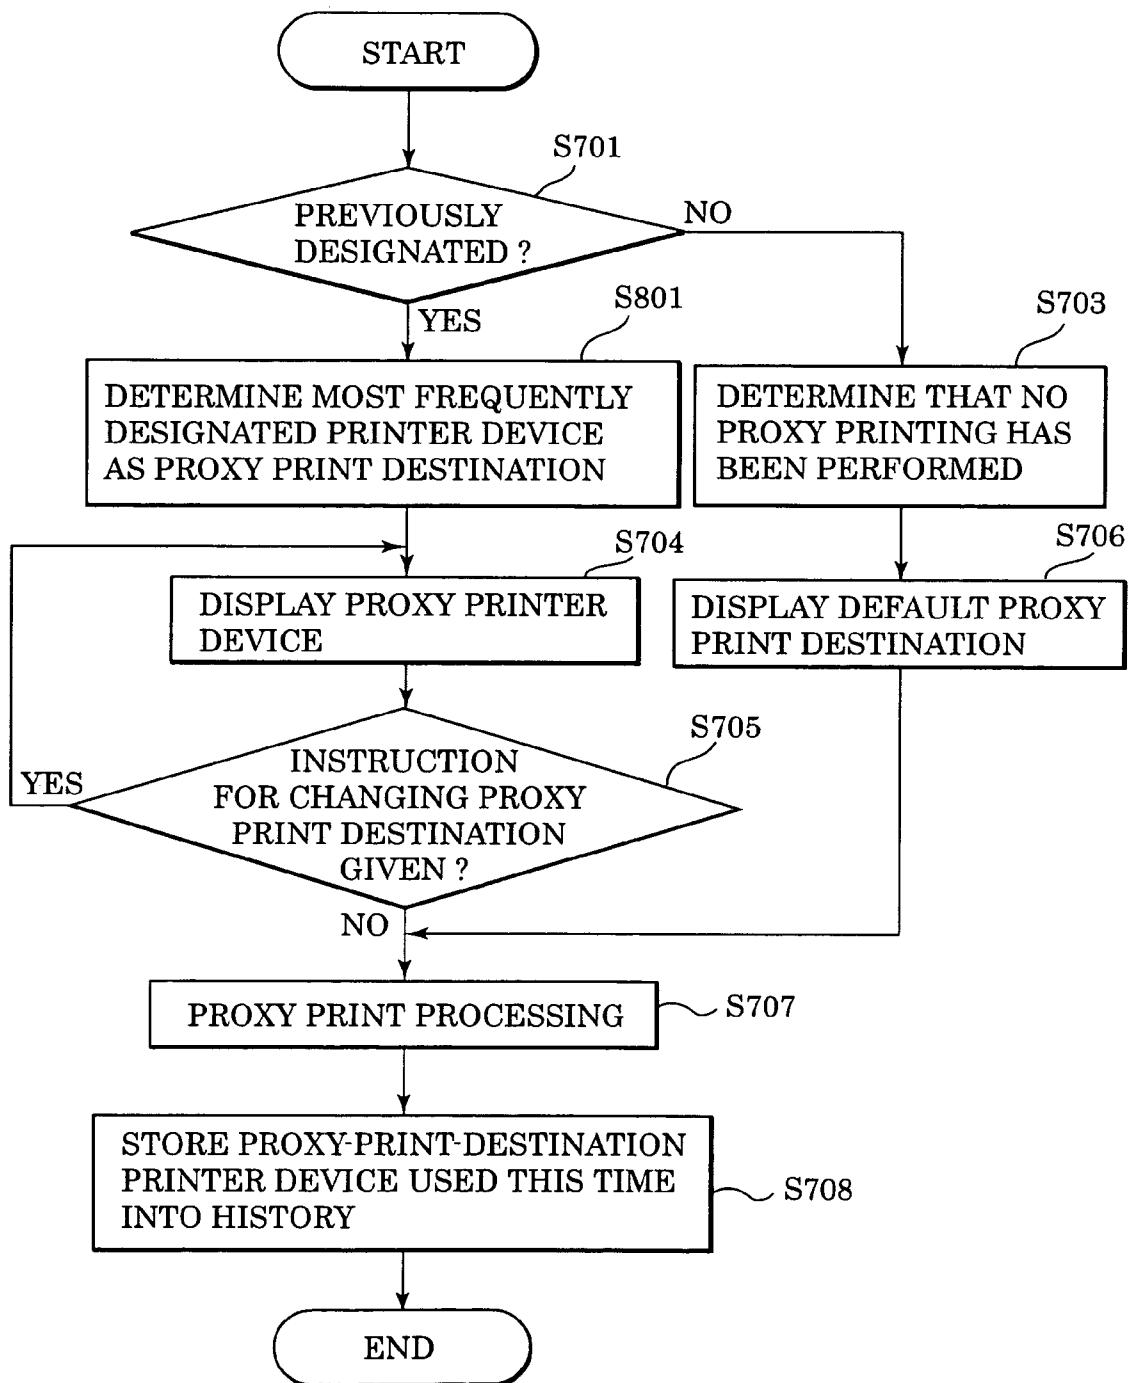 START
S701
PREVIOUSLY
DESIGNATED ?
NO
YES
S801
DETERMINE MOST FREQUENTLY
DESIGNATED PRINTER DEVICE
AS PROXY PRINT DESTINATION
S703
DETERMINE THAT NO
PROXY PRINTING HAS
BEEN PERFORMED
S704
DISPLAY PROXY PRINTER
DEVICE
S706
DISPLAY DEFAULT PROXY
PRINT DESTINATION
S705
INSTRUCTION
FOR CHANGING PROXY
PRINT DESTINATION
GIVEN ?
YES
NO
PROXY PRINT PROCESSING
S707
STORE PROXY-PRINT-DESTINATION
PRINTER DEVICE USED THIS TIME
INTO HISTORY
S708
END